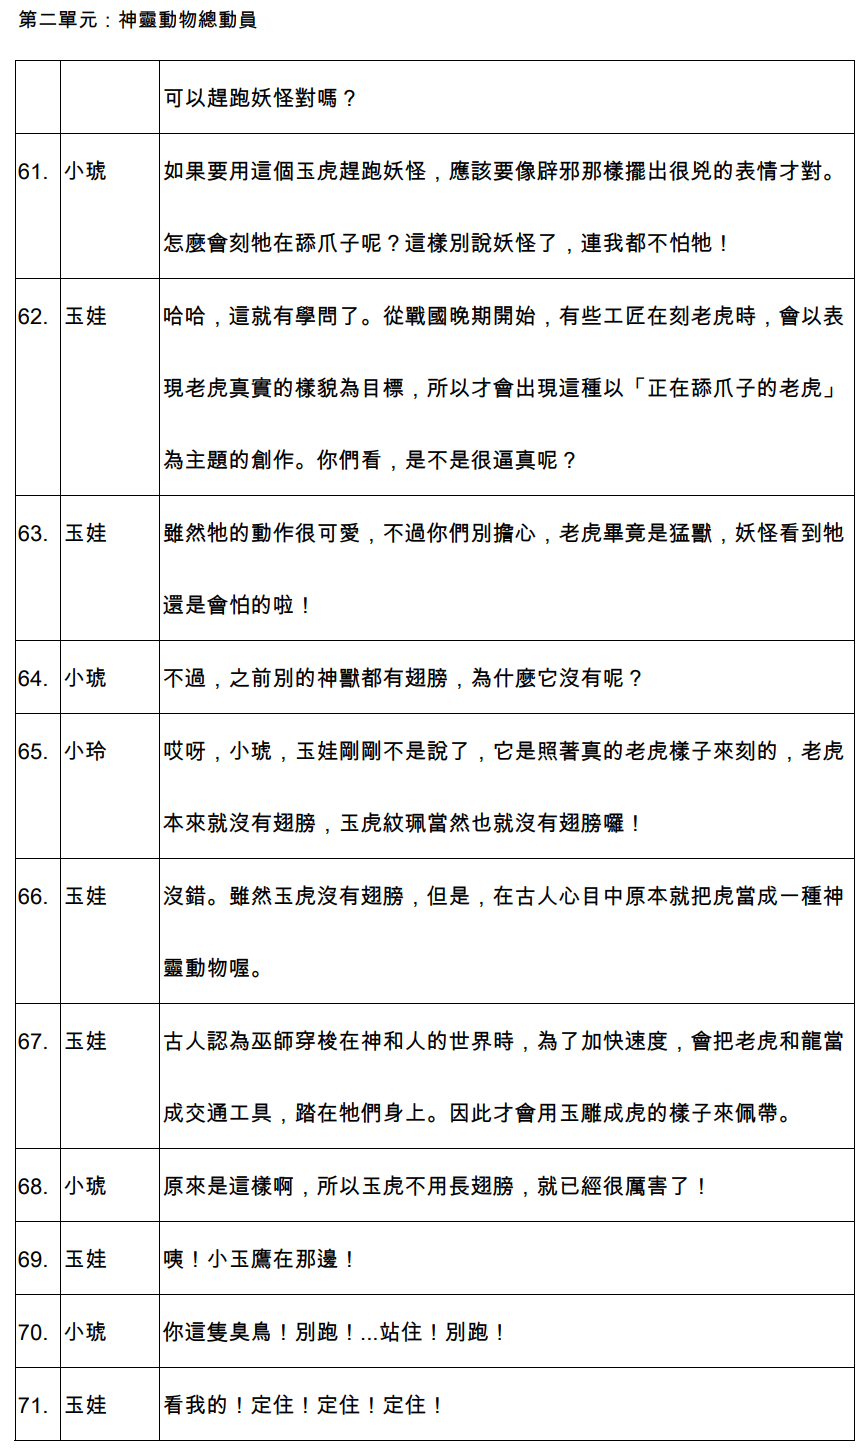 第二單元：神靈動物總動員
可以趕跑妖怪對嗎？
61. 小琥 如果要用這個玉虎趕跑妖怪，應該要像辟邪那樣擺出很兇的表情才對。
怎麼會刻牠在舔爪子呢？這樣別說妖怪了，連我都不怕牠！
62. 玉娃 哈哈，這就有學問了。從戰國晚期開始，有些工匠在刻老虎時，會以表
現老虎真實的樣貌為目標，所以才會出現這種以「正在舔爪子的老虎」
為主題的創作。你們看，是不是很逼真呢？
63. 玉娃 雖然牠的動作很可愛，不過你們別擔心，老虎畢竟是猛獸，妖怪看到牠
還是會怕的啦！
64. 小琥 不過，之前別的神獸都有翅膀，為什麼它沒有呢？
65. 小玲 哎呀，小琥，玉娃剛剛不是說了，它是照著真的老虎樣子來刻的，老虎
本來就沒有翅膀，玉虎紋珮當然也就沒有翅膀囉！
66. 玉娃 沒錯。雖然玉虎沒有翅膀，但是，在古人心目中原本就把虎當成一種神
靈動物喔。
67. 玉娃 古人認為巫師穿梭在神和人的世界時，為了加快速度，會把老虎和龍當
成交通工具，踏在牠們身上。因此才會用玉雕成虎的樣子來佩帶。
68. 小琥 原來是這樣啊，所以玉虎不用長翅膀，就已經很厲害了！
69. 玉娃 咦！小玉鷹在那邊！
70. 小琥 你這隻臭鳥！別跑！...站住！別跑！
71. 玉娃 看我的！定住！定住！定住！